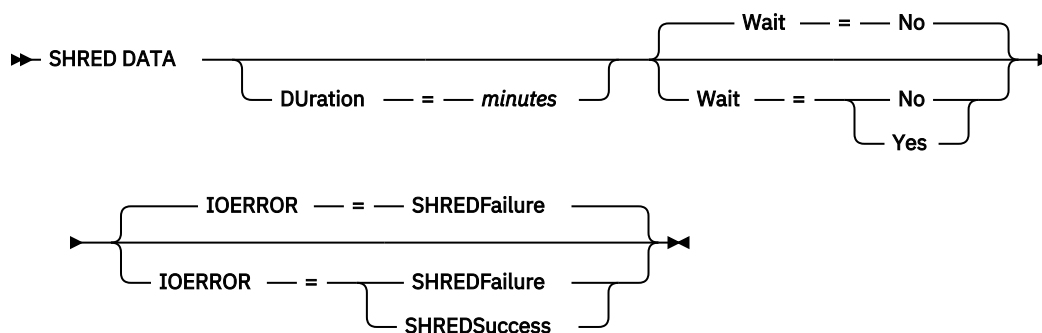 Wait = No
SHRED DATA
DUration = minutes
Wait = No
Yes
IOERROR = SHREDFailure
IOERROR = SHREDFailure
SHREDSuccess